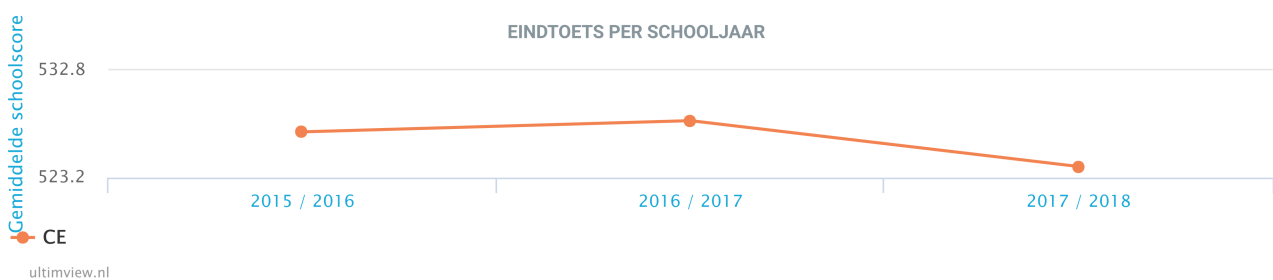 EINDTOETS PER SCHOOLJAAR
Gemiddelde schoolscore
532.8
523.2
2015 / 2016
2016 / 2017
2017 / 2018
CE
ultimview.nl